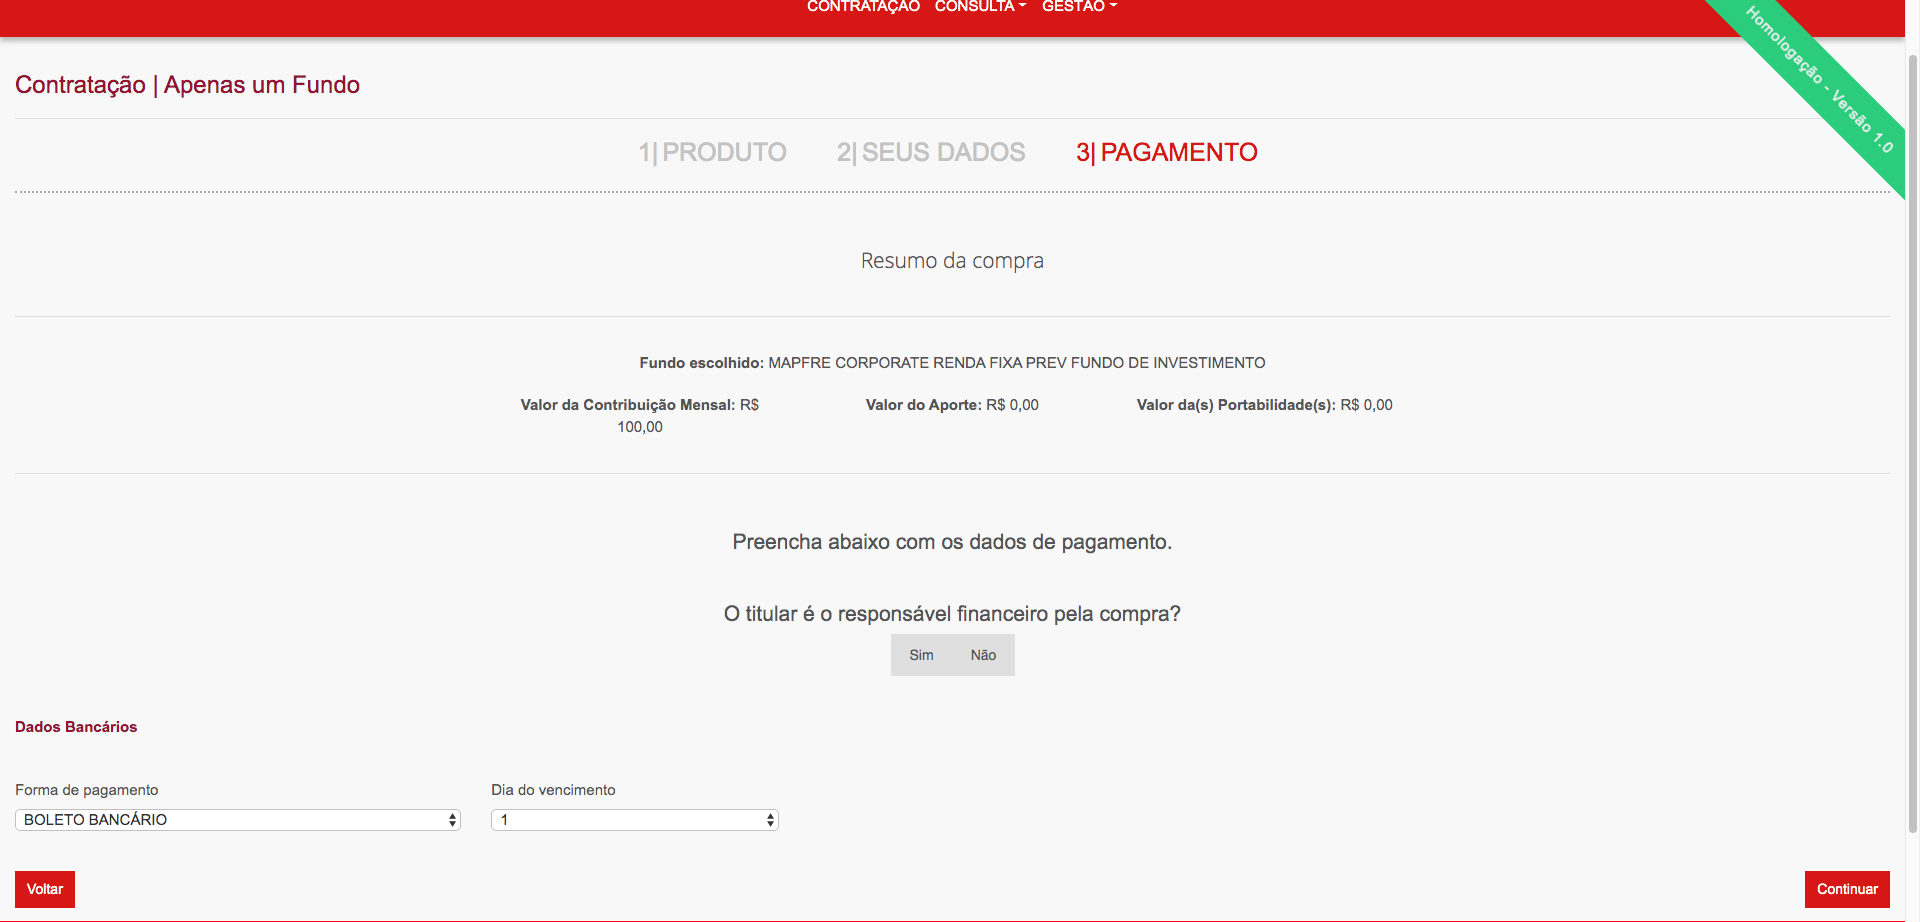 CONTRATAÇÃO CONSULTA GESTÃO
Homologação - Versão 1.0
Contratação | Apenas um Fundo
1| PRODUTO 2| SEUS DADOS 3| PAGAMENTO
Resumo da compra
Fundo escolhido: MAPFRE CORPORATE RENDA FIXA PREV FUNDO DE INVESTIMENTO
Valor da Contribuição Mensal: R$
100,00
Valor do Aporte: R$ 0,00
Valor da(s) Portabilidade(s): R$ 0,00
Preencha abaixo com os dados de pagamento.
O titular é o responsável financeiro pela compra?
Sim Não
Dados Bancários
Forma de pagamento
BOLETO BANCÁRIO
Dia do vencimento
1
Voltar
Continuar